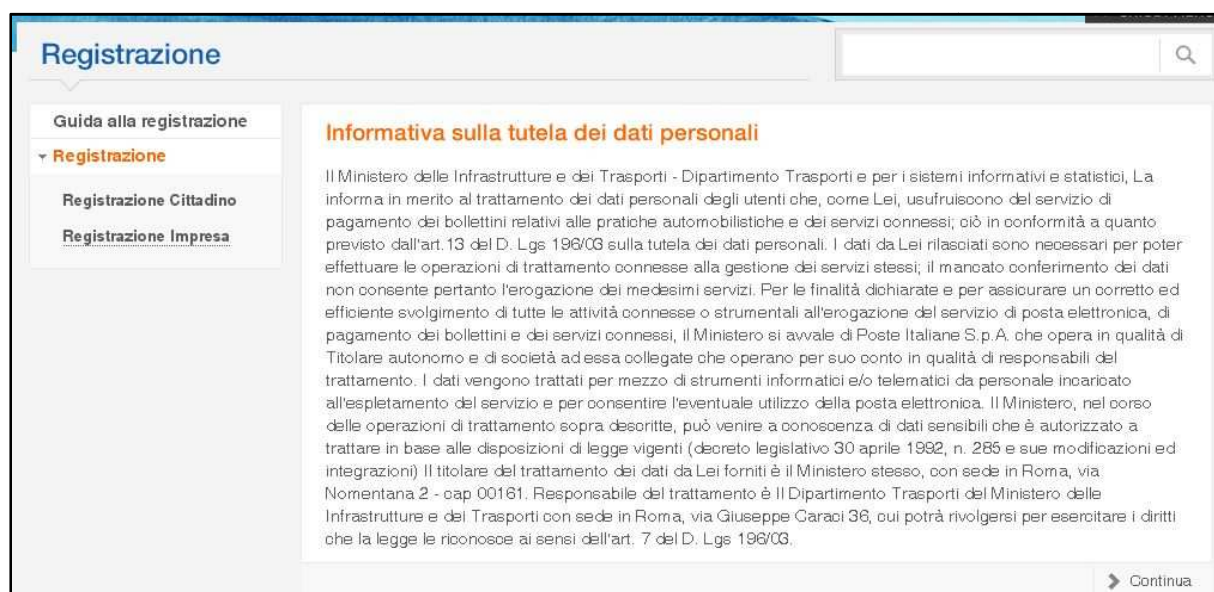 Registrazione
Guida alla registrazione
Registrazione
Registrazione Cittadino
Registrazione Impresa
Informativa sulla tutela dei dati personali
Il Ministero delle Infrastrutture e dei Trasporti - Dipartimento Trasporti e per i sistemi informativi e statistici, La
informa in merito al trattamento dei dati personali degli utenti che, come Lei, usufruiscono del servizio di
pagamento dei bollettini relativi alle pratiche automobilistiche e dei servizi connessi; ciò in conformità a quanto
previsto dall'art.13 del D. Lgs 196/03 sulla tutela dei dati personali. I dati da Lei rilasciati sono necessari per poter
effettuare le operazioni di trattamento connesse alla gestione dei servizi stessi; il mancato conferimento dei dati
non consente pertanto l'erogazione dei medesimi servizi. Per le finalità dichiarate e per assicurare un corretto ed
efficiente svolgimento di tutte le attività connesse o strumentali all'erogazione del servizio di posta elettronica, di
pagamento dei bollettini e dei servizi connessi, il Ministero si avvale di Poste Italiane S.p.A. che opera in qualità di
Titolare autonomo e di società ad essa collegate che operano per suo conto in qualità di responsabili del
trattamento. I dati vengono trattati per mezzo di strumenti informatici e/o telematici da personale incaricato
all'espletamento del servizio e per consentire l'eventuale utilizzo della posta elettronica. Il Ministero, nel corso
delle operazioni di trattamento sopra descritte, può venire a conoscenza di dati sensibili che è autorizzato a
trattare in base alle disposizioni di legge vigenti (decreto legislativo 30 aprile 1992, n. 285 e sue modificazioni ed
integrazioni) Il titolare del trattamento dei dati da Lei forniti è il Ministero stesso, con sede in Roma, via
Nomentana 2 - cap 00161. Responsabile del trattamento è Il Dipartimento Trasporti del Ministero delle
Infrastrutture e dei Trasporti con sede in Roma, via Giuseppe Caraci 36, cui potrà rivolgersi per esercitare i diritti
che la legge le riconosce ai sensi dell'art. 7 del D. Lgs 196/03.
Continua